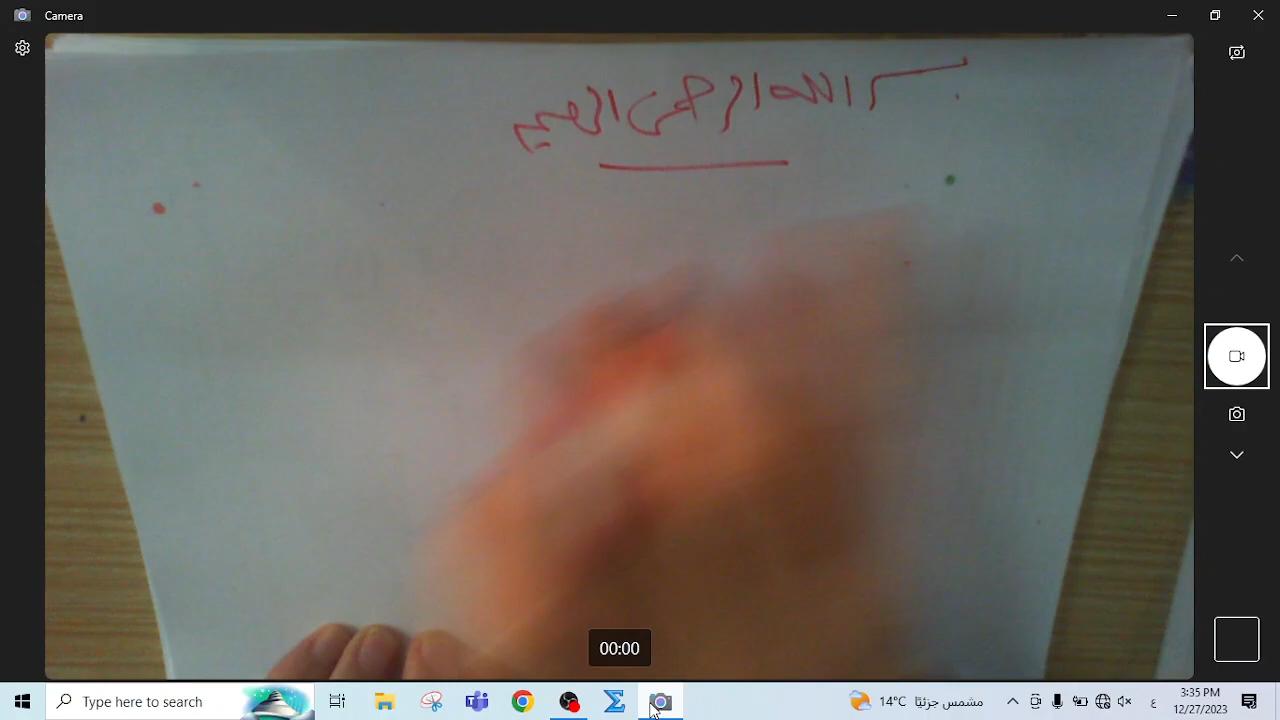 Camera
بسم الله الرحمن الرحيم
00:00
Type here to search
14°C مشمس جزئيًا
ع
3:35 PM
12/27/2023